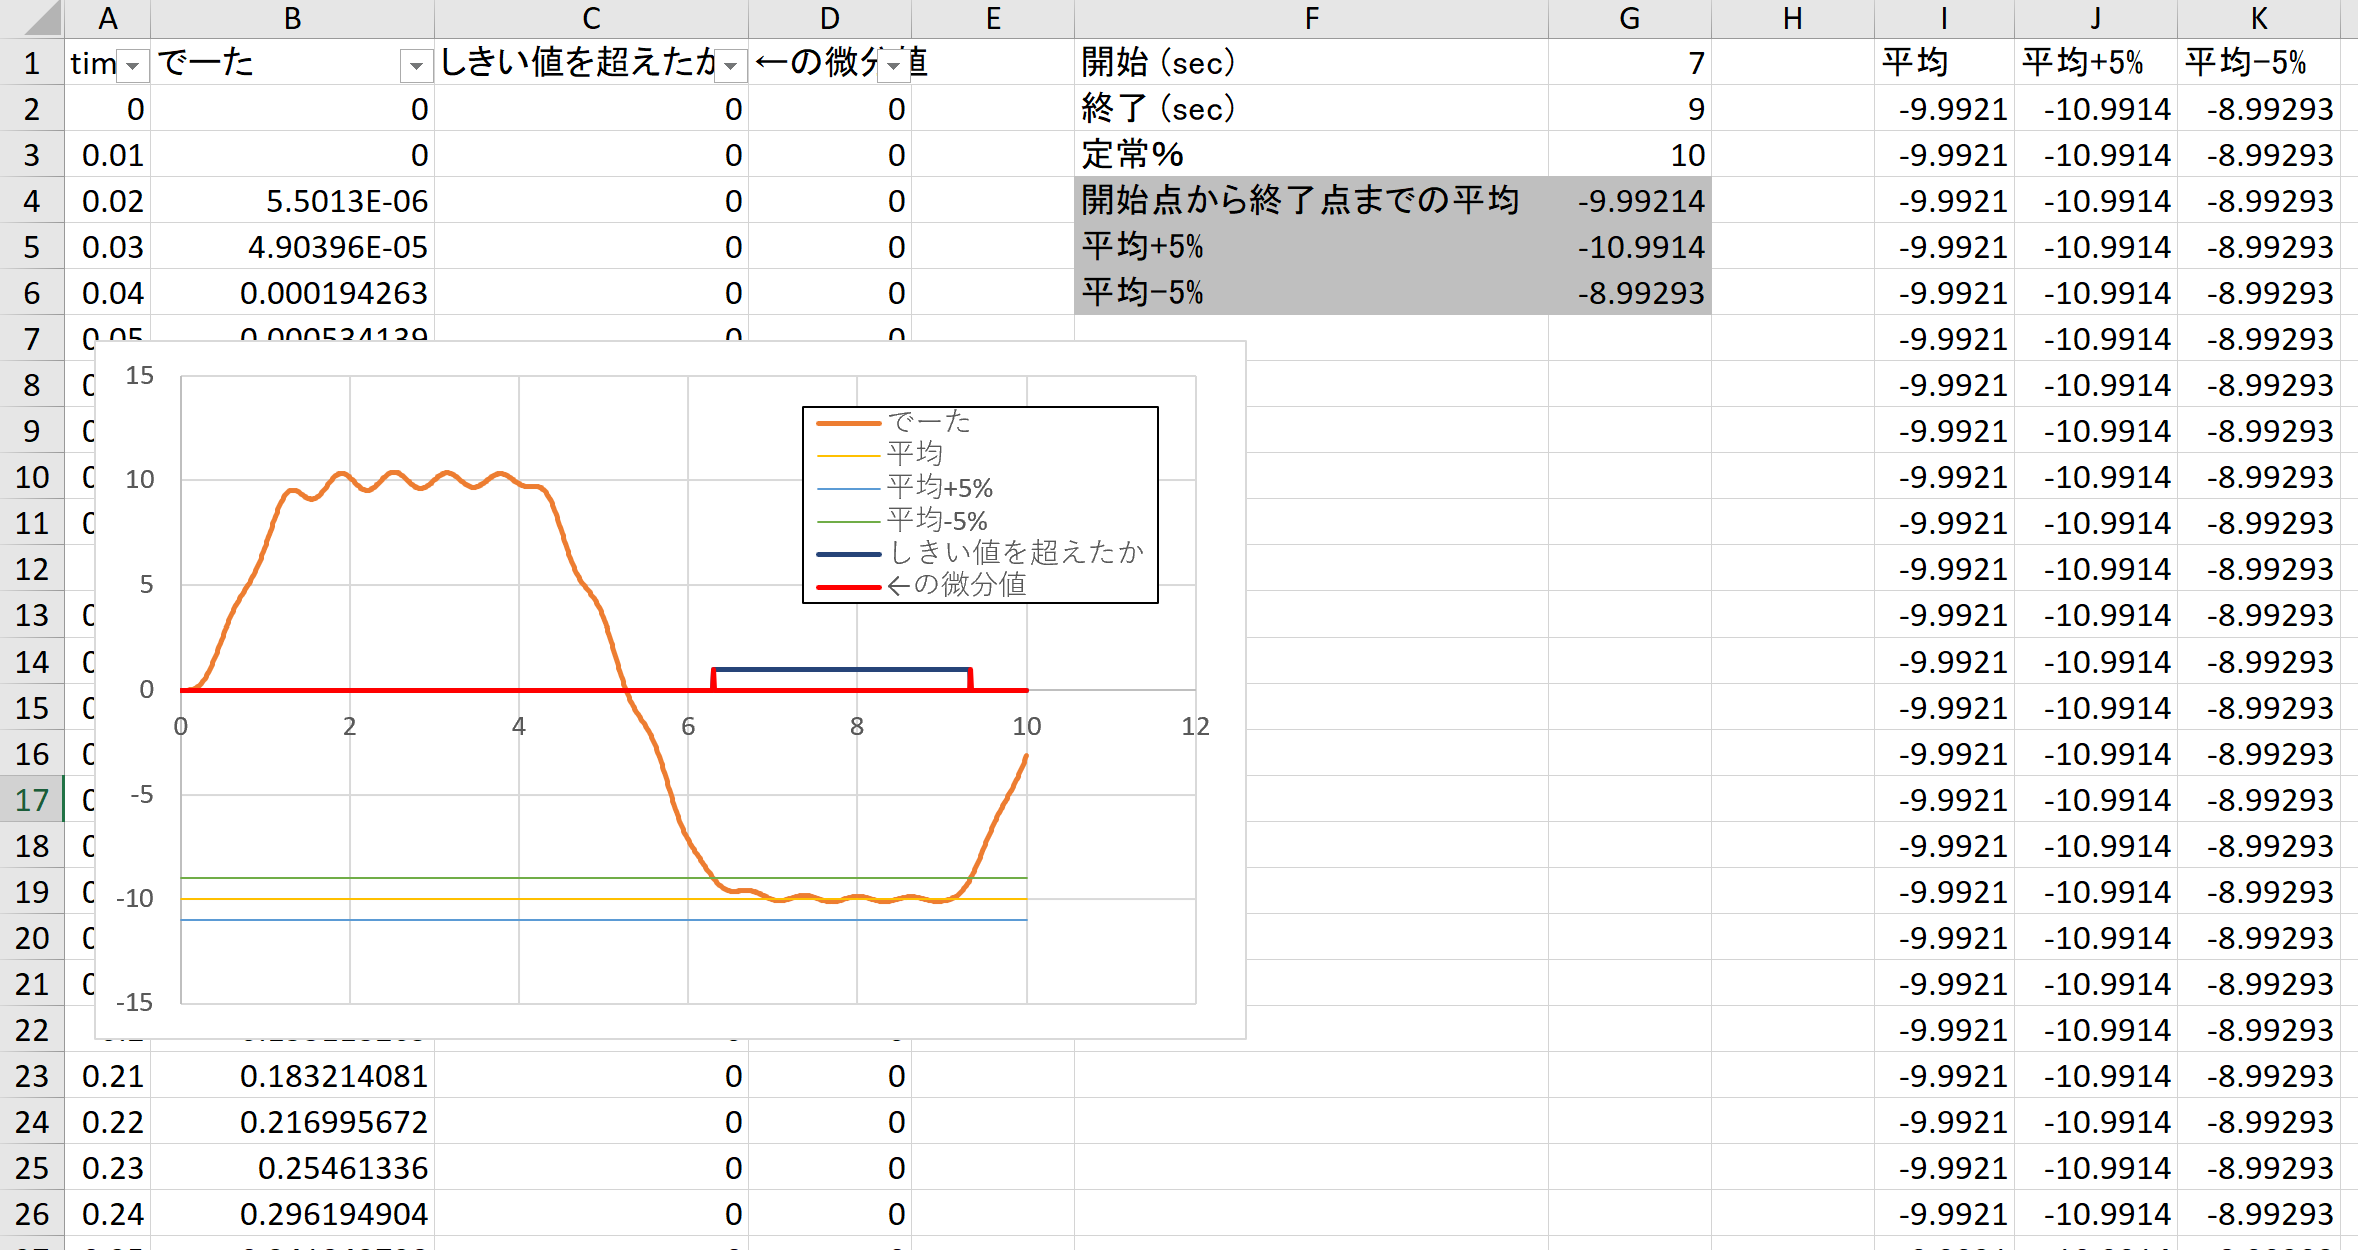 A B C D E F G H I J K
1 tim でーた しきい値を超えたか ←の微分値 開始（sec） 7 平均 平均+5% 平均-5%
2 0 0 0 0 終了（sec） 9 -9.9921 -10.9914 -8.99293
3 0.01 0 0 0 定常% 10 -9.9921 -10.9914 -8.99293
4 0.02 5.5013E-06 0 0 開始点から終了点までの平均 -9.99214 -9.9921 -10.9914 -8.99293
5 0.03 4.90396E-05 0 0 平均+5% -10.9914 -9.9921 -10.9914 -8.99293
6 0.04 0.000194263 0 0 平均-5% -8.99293 -9.9921 -10.9914 -8.99293
7 0.05 0.000534139 0 0 -9.9921 -10.9914 -8.99293
8 -9.9921 -10.9914 -8.99293
9 -9.9921 -10.9914 -8.99293
10 -9.9921 -10.9914 -8.99293
11 -9.9921 -10.9914 -8.99293
12 -9.9921 -10.9914 -8.99293
13 -9.9921 -10.9914 -8.99293
14 -9.9921 -10.9914 -8.99293
15 -9.9921 -10.9914 -8.99293
16 -9.9921 -10.9914 -8.99293
17 -9.9921 -10.9914 -8.99293
18 -9.9921 -10.9914 -8.99293
19 -9.9921 -10.9914 -8.99293
20 -9.9921 -10.9914 -8.99293
21 -9.9921 -10.9914 -8.99293
22 -9.9921 -10.9914 -8.99293
23 0.21 0.183214081 0 0 -9.9921 -10.9914 -8.99293
24 0.22 0.216995672 0 0 -9.9921 -10.9914 -8.99293
25 0.23 0.25461336 0 0 -9.9921 -10.9914 -8.99293
26 0.24 0.296194904 0 0 -9.9921 -10.9914 -8.99293
15
10
5
0
-5
-10
-15
0 2 4 6 8 10 12
でーた
平均
平均+5%
平均-5%
しきい値を超えたか
←の微分値